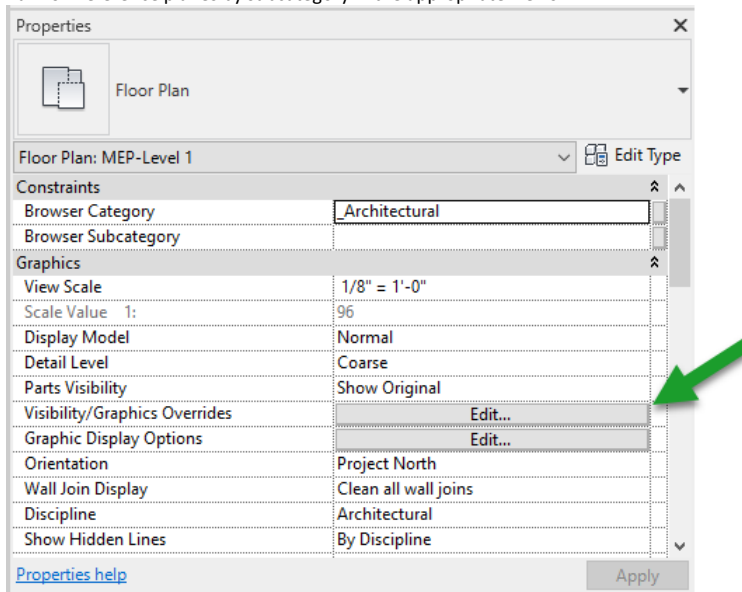 Properties
Floor Plan
Floor Plan: MEP-Level 1 Edit Type
Constraints
Browser Category _Architectural
Browser Subcategory
Graphics
View Scale 1/8" = 1'-0"
Scale Value 1: 96
Display Model Normal
Detail Level Coarse
Parts Visibility Show Original
Visibility/Graphics Overrides Edit...
Graphic Display Options Edit...
Orientation Project North
Wall Join Display Clean all wall joins
Discipline Architectural
Show Hidden Lines By Discipline
Properties help Apply